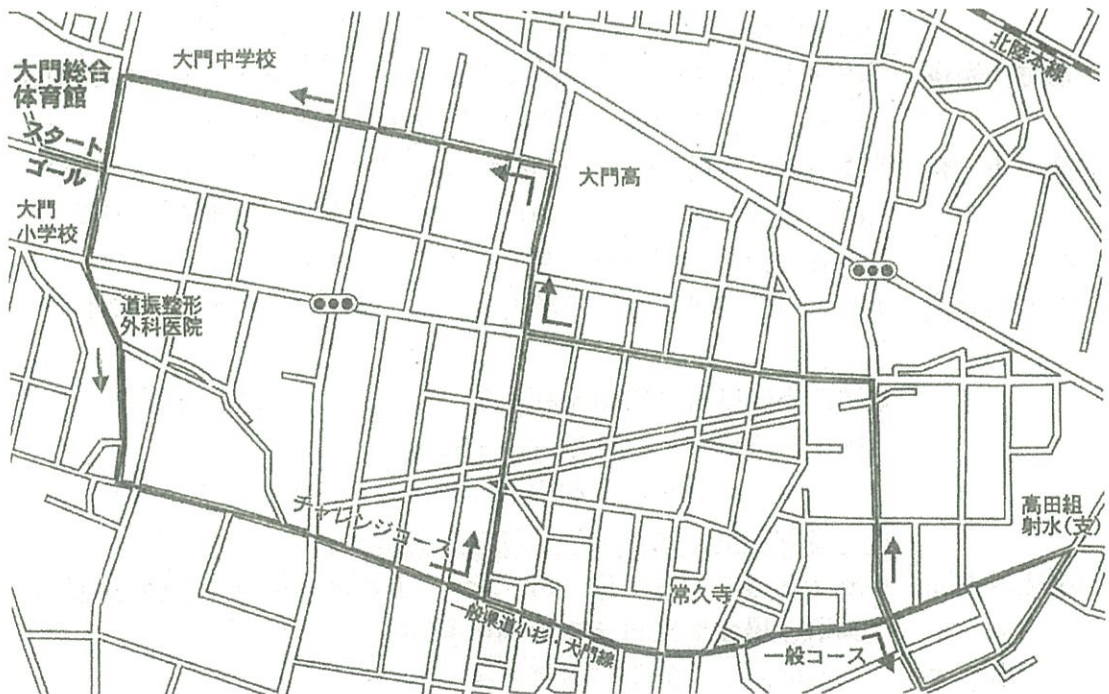 大門中学校
北陸本線
大門総合
体育館
スタート
ゴール
大門高
大門
小学校
道振整形
外科医院
高田組
射水(支)
チャレンジコース
常久寺
一般県道小杉・大門線
一般コース